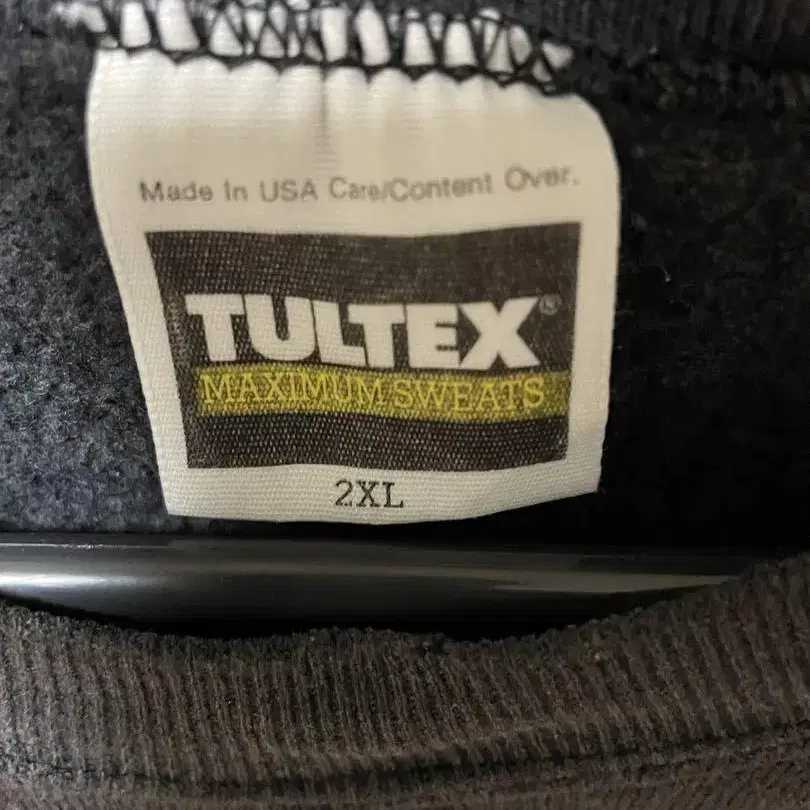 Made In USA Care/Content Over.
TULTEX®
MAXIMUM SWEATS
2XL